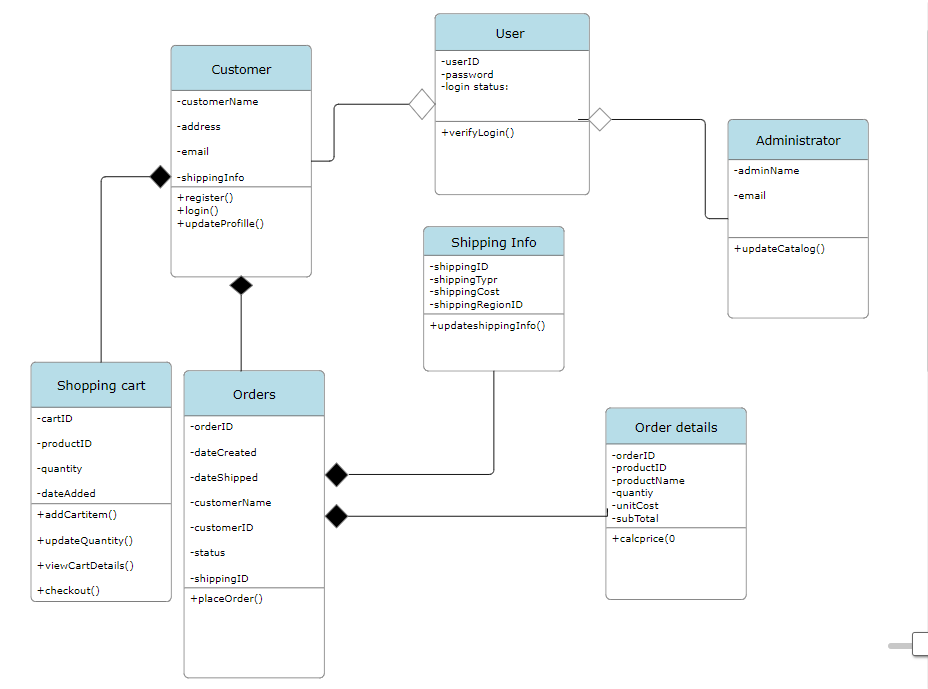 User
-userID
-password
-login status:
+verifyLogin()
Customer
-customerName
-address
-email
-shippingInfo
+register()
+login()
+updateProfille()
Administrator
-adminName
-email
+updateCatalog()
Shipping Info
-shippingID
-shippingTypr
-shippingCost
-shippingRegionID
+updateshippingInfo()
Shopping cart
-cartID
-productID
-quantity
-dateAdded
+addCartitem()
+updateQuantity()
+viewCartDetails()
+checkout()
Orders
-orderID
-dateCreated
-dateShipped
-customerName
-customerID
-status
-shippingID
+placeOrder()
Order details
-orderID
-productID
-productName
-quantiy
-unitCost
-subTotal
+calcprice(0